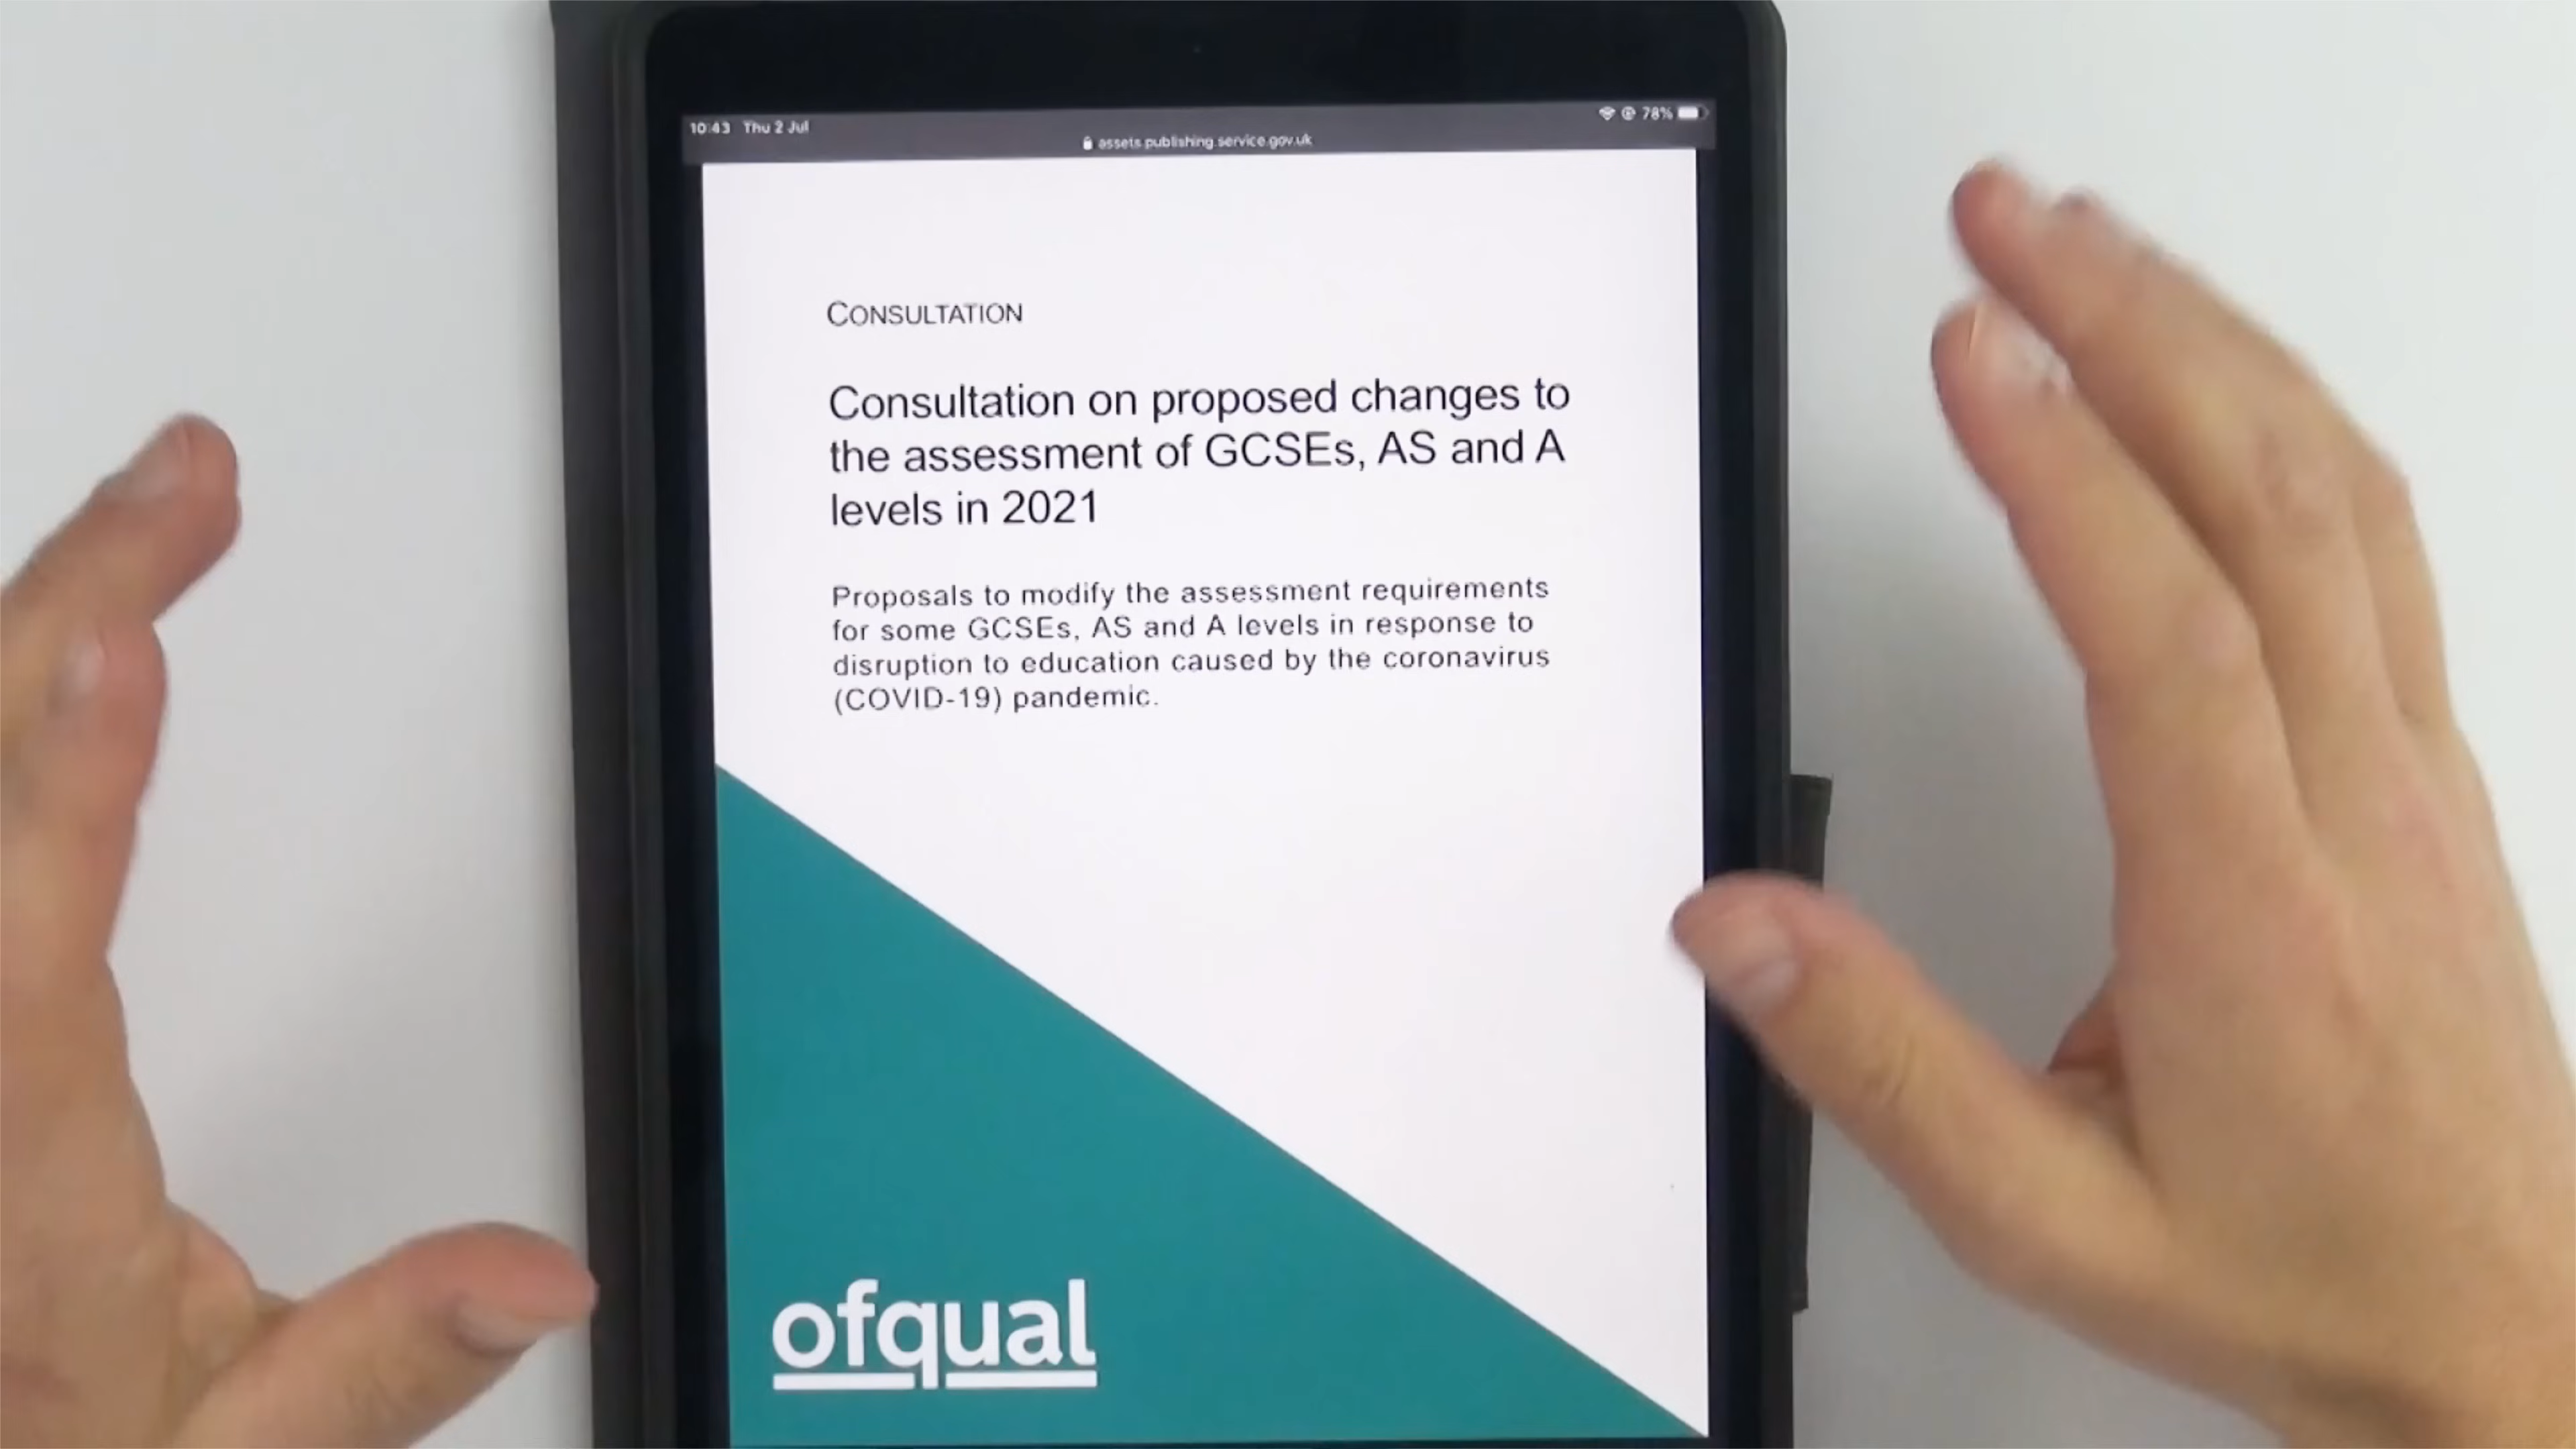 10:43 Thu 2 Jul
78%
assets.publishing.service.gov.uk
CONSULTATION
Consultation on proposed changes to
the assessment of GCSEs, AS and A
levels in 2021
Proposals to modify the assessment requirements
for some GCSEs, AS and A levels in response to
disruption to education caused by the coronavirus
(COVID-19) pandemic.
ofqual